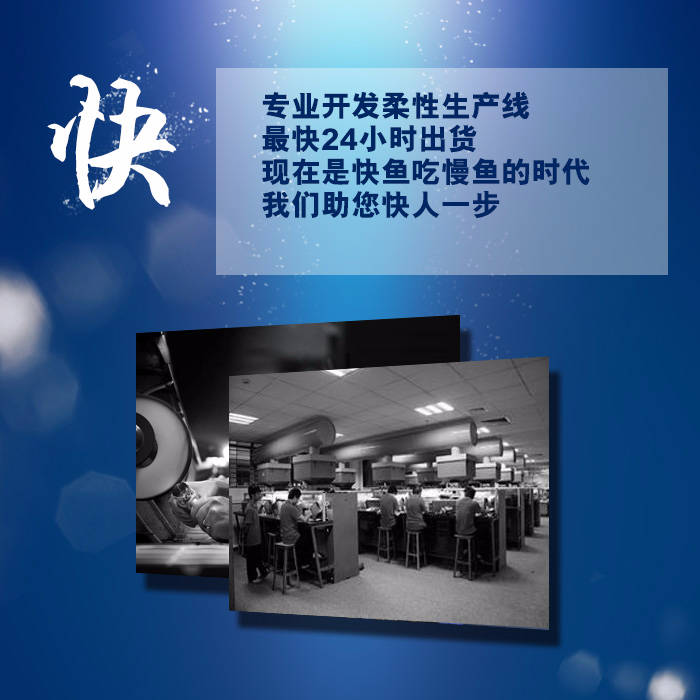 快
专业开发柔性生产线
最快24小时出货
现在是快鱼吃慢鱼的时代
我们助您快人一步